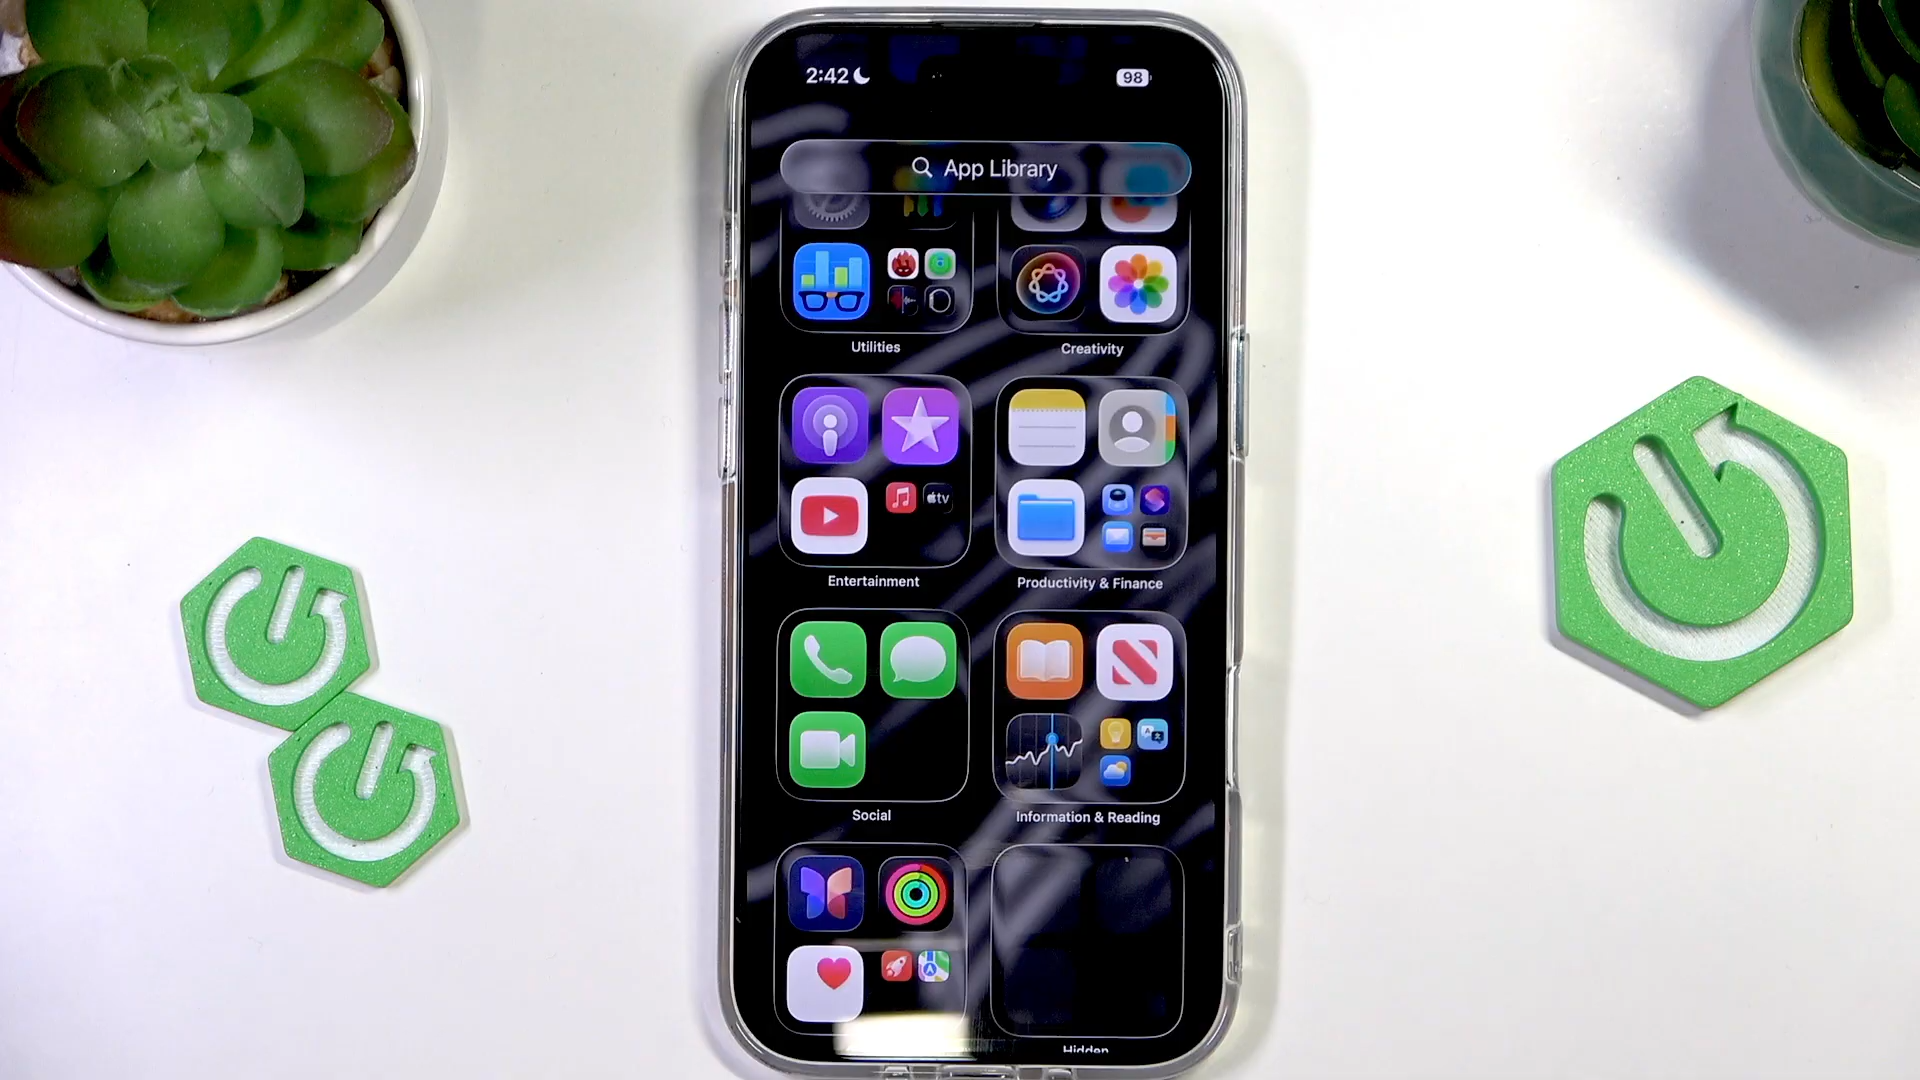 2:42
98
App Library
Utilities
Creativity
tv
Entertainment
Productivity & Finance
Social
Information & Reading
Hidden